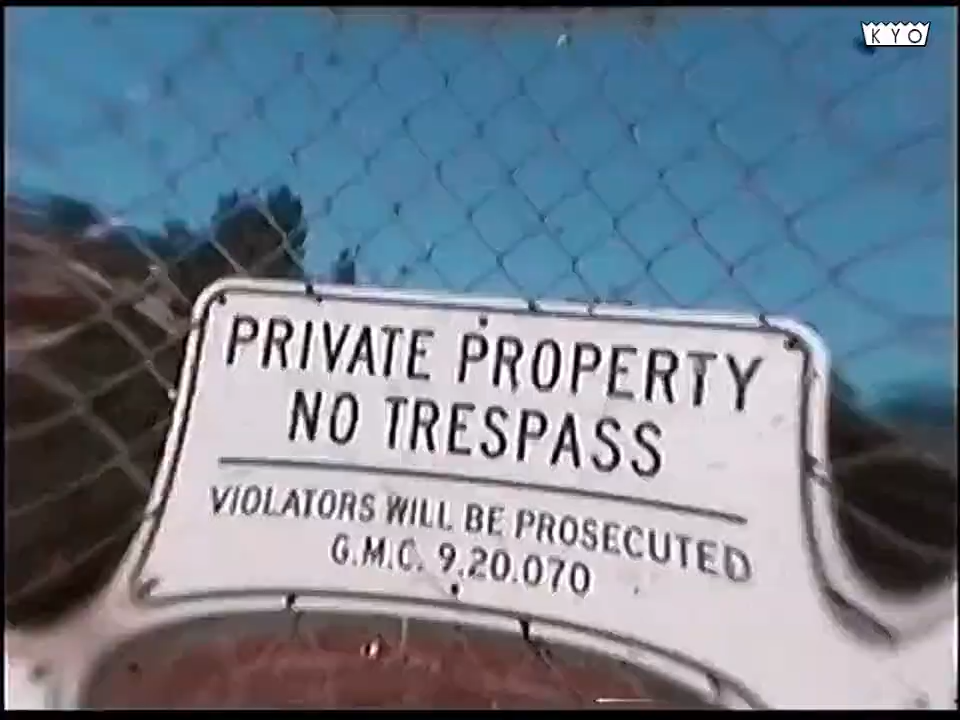 KYO
PRIVATE PROPERTY
NO TRESPASS
VIOLATORS WILL BE PROSECUTED
G.M.C. 9.20.070